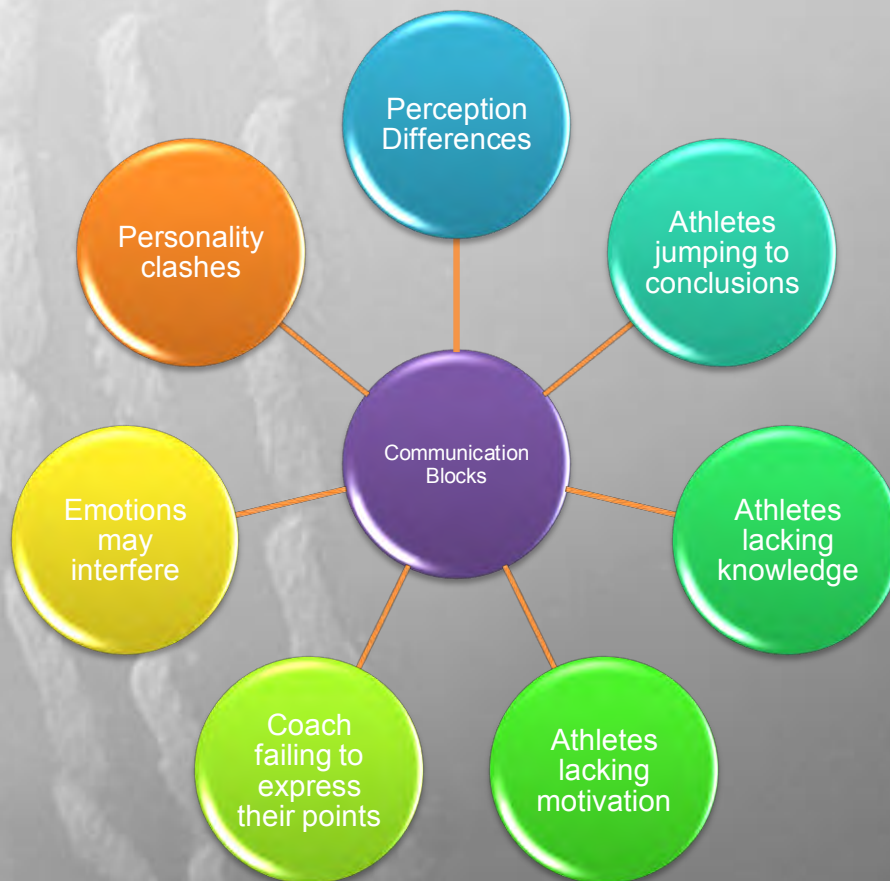 Perception
Differences
Athletes
jumping to
conclusions
Athletes
lacking
knowledge
Athletes
lacking
motivation
Coach
failing to
express
their points
Emotions
may
interfere
Personality
clashes
Communication
Blocks